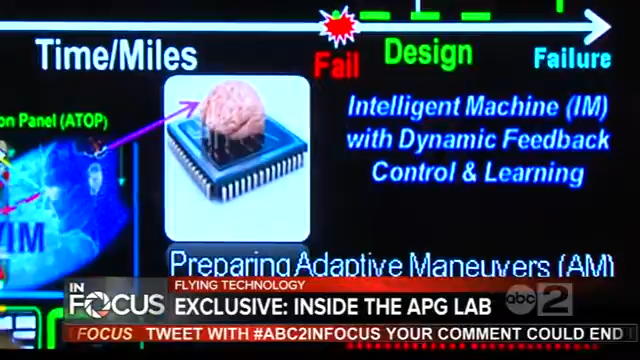 Time/Miles
Fail
Design
Failure
on Panel (ATOP)
Intelligent Machine (IM)
with Dynamic Feedback
Control & Learning
/IM
Preparing Adaptive Maneuvers (AM)
FLYING TECHNOLOGY
IN
FOCUS
EXCLUSIVE: INSIDE THE APG LAB
abc 2
FOCUS TWEET WITH #ABC2INFOCUS YOUR COMMENT COULD END